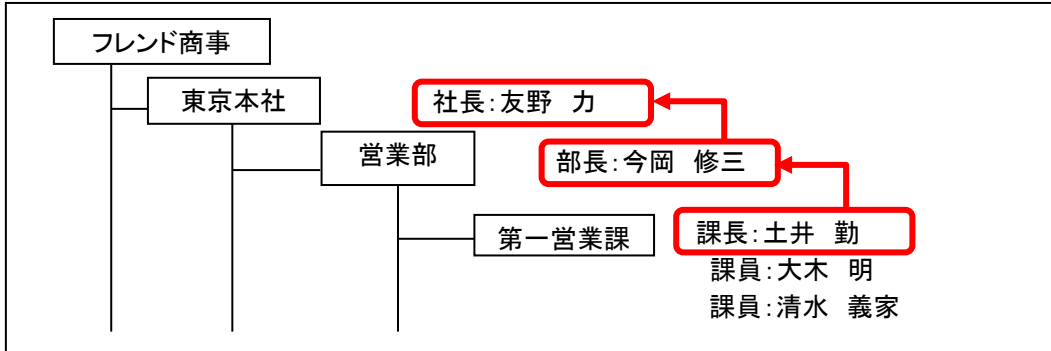 フレンド商事
東京本社
社長:友野 力
営業部
部長:今岡 修三
第一営業課
課長:土井 勤
課員:大木 明
課員:清水 義家